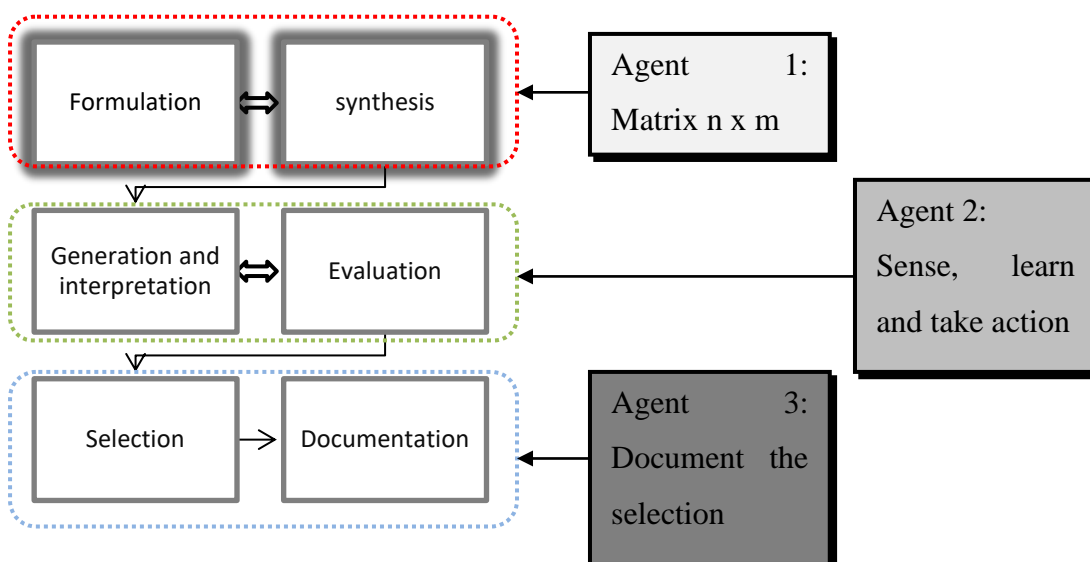 Formulation
synthesis
Agent 1:
Matrix n x m
Generation and
interpretation
Evaluation
Agent 2:
Sense, learn
and take action
Selection
Documentation
Agent 3:
Document the
selection